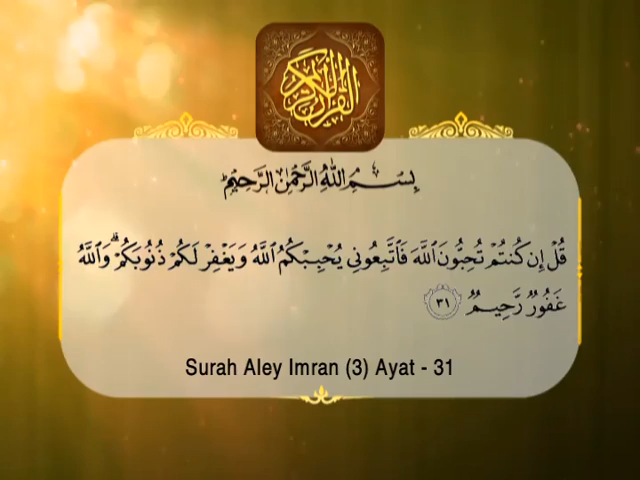 القرآن الكريم
بِسْمِ اللَّهِ الرَّحْمَٰنِ الرَّحِيمِ
قُلْ إِن كُنتُمْ تُحِبُّونَ اللَّهَ فَاتَّبِعُونِي يُحْبِبْكُمُ اللَّهُ وَيَغْفِرْ لَكُمْ ذُنُوبَكُمْ ۗ وَاللَّهُ
غَفُورٌ رَّحِيمٌ ٣١
Surah Aley Imran (3) Ayat - 31